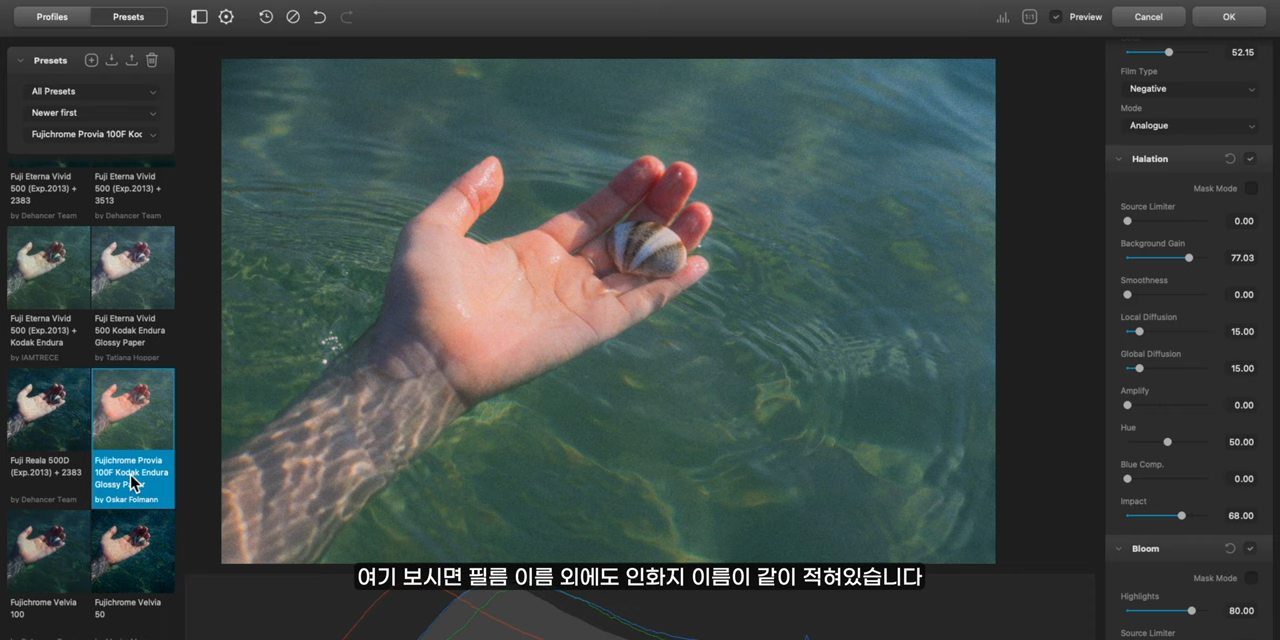 Profiles
Presets
1:1
Preview
Cancel
OK
Presets
All Presets
Newer first
Fujichrome Provia 100F Koc
Fuji Eterna Vivid
500 (Exp.2013) +
2383
by Dehancer Team
Fuji Eterna Vivid
500 (Exp.2013) +
3513
by Dehancer Team
Fuji Eterna Vivid
500 (Exp.2013) +
Kodak Endura
by IAMTRECE
Fuji Eterna Vivid
500 Kodak Endura
Glossy Paper
by Tatiana Hopper
Fuji Reala 500D
(Exp.2013) + 2383
by Dehancer Team
Fujichrome Provia
100F Kodak Endura
Glossy Paper
by Oskar Folmann
Fujichrome Velvia
100
Fujichrome Velvia
50
여기 보시면 필름 이름 외에도 인화지 이름이 같이 적혀있습니다
52.15
Film Type
Negative
Mode
Analogue
Halation
Mask Mode
Source Limiter
0.00
Background Gain
77.03
Smoothness
0.00
Local Diffusion
15.00
Global Diffusion
15.00
Amplify
0.00
Hue
50.00
Blue Comp.
0.00
Impact
68.00
Bloom
Mask Mode
Highlights
80.00
Source Limiter